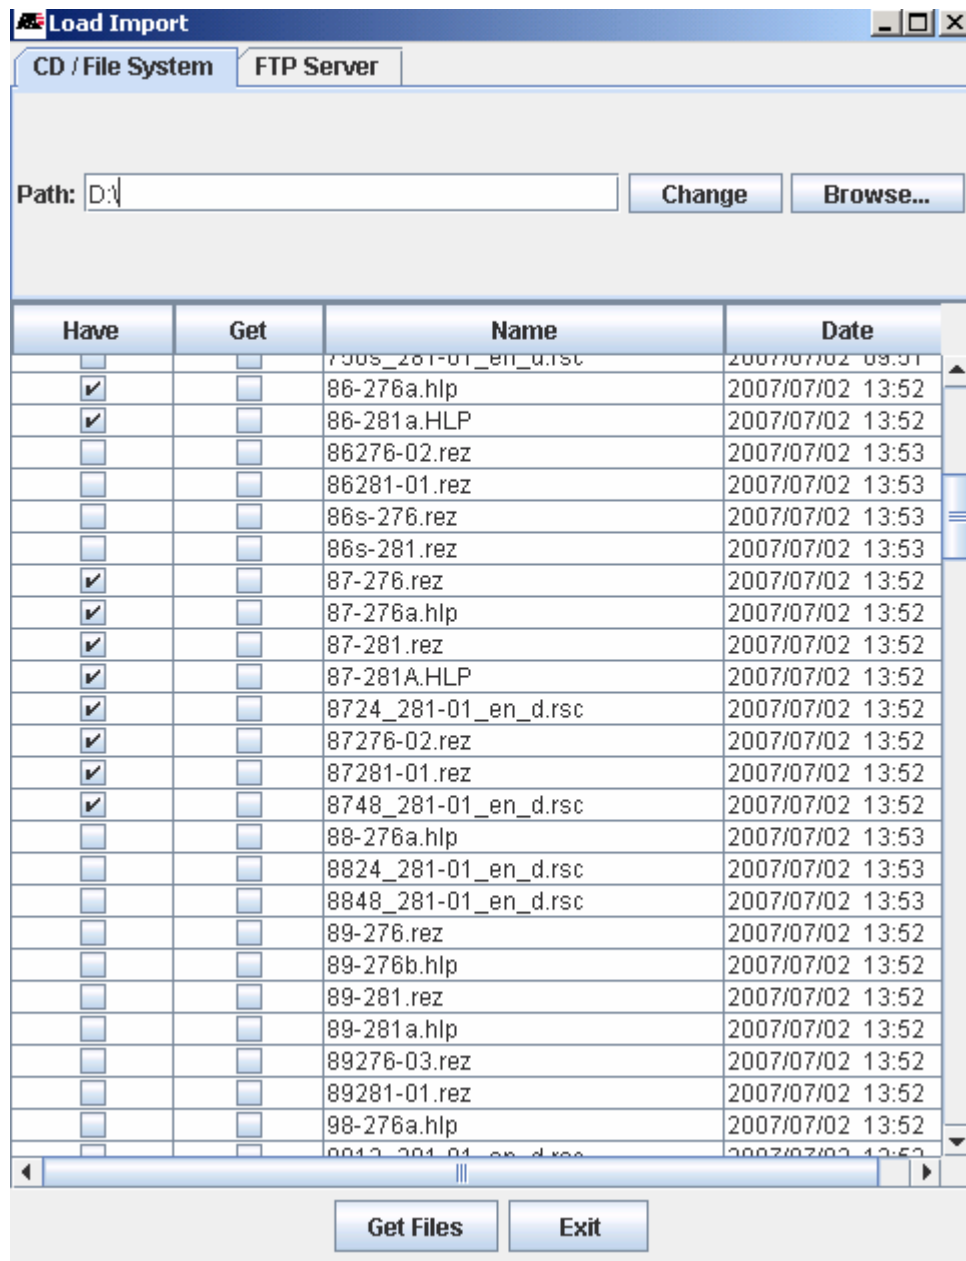 Load Import
CD / File System FTP Server
Path: D:\ Change Browse...
Have Get Name Date
750s_281-01_en_d.rsc 2007/07/02 09:51
86-276a.hlp 2007/07/02 13:52
86-281a.HLP 2007/07/02 13:52
86276-02.rez 2007/07/02 13:53
86281-01.rez 2007/07/02 13:53
86s-276.rez 2007/07/02 13:53
86s-281.rez 2007/07/02 13:53
87-276.rez 2007/07/02 13:52
87-276a.hlp 2007/07/02 13:52
87-281.rez 2007/07/02 13:52
87-281A.HLP 2007/07/02 13:52
8724_281-01_en_d.rsc 2007/07/02 13:52
87276-02.rez 2007/07/02 13:52
87281-01.rez 2007/07/02 13:52
8748_281-01_en_d.rsc 2007/07/02 13:52
88-276a.hlp 2007/07/02 13:53
8824_281-01_en_d.rsc 2007/07/02 13:53
8848_281-01_en_d.rsc 2007/07/02 13:53
89-276.rez 2007/07/02 13:52
89-276b.hlp 2007/07/02 13:52
89-281.rez 2007/07/02 13:52
89-281a.hlp 2007/07/02 13:52
89276-03.rez 2007/07/02 13:52
89281-01.rez 2007/07/02 13:52
98-276a.hlp 2007/07/02 13:52
Get Files Exit